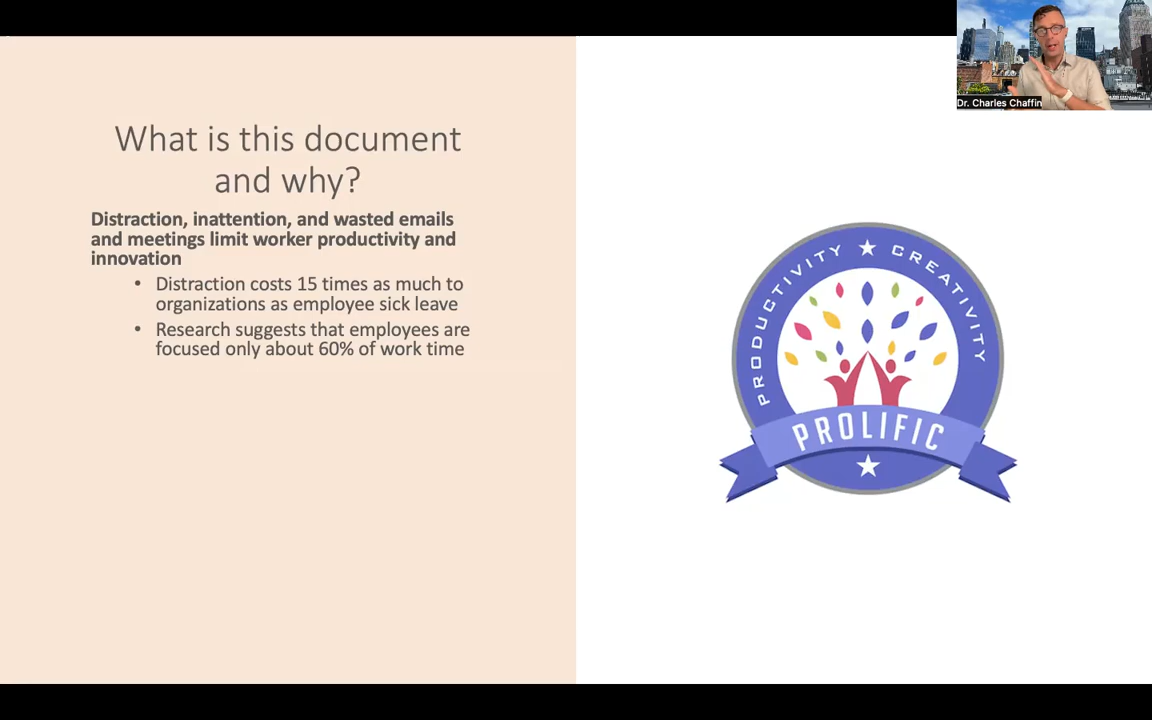 Dr. Charles Chaffin
What is this document
and why?
Distraction, inattention, and wasted emails
and meetings limit worker productivity and
innovation
• Distraction costs 15 times as much to
organizations as employee sick leave
• Research suggests that employees are
focused only about 60% of work time
PRODUCTIVITY ★ CREATIVITY
PROLIFIC